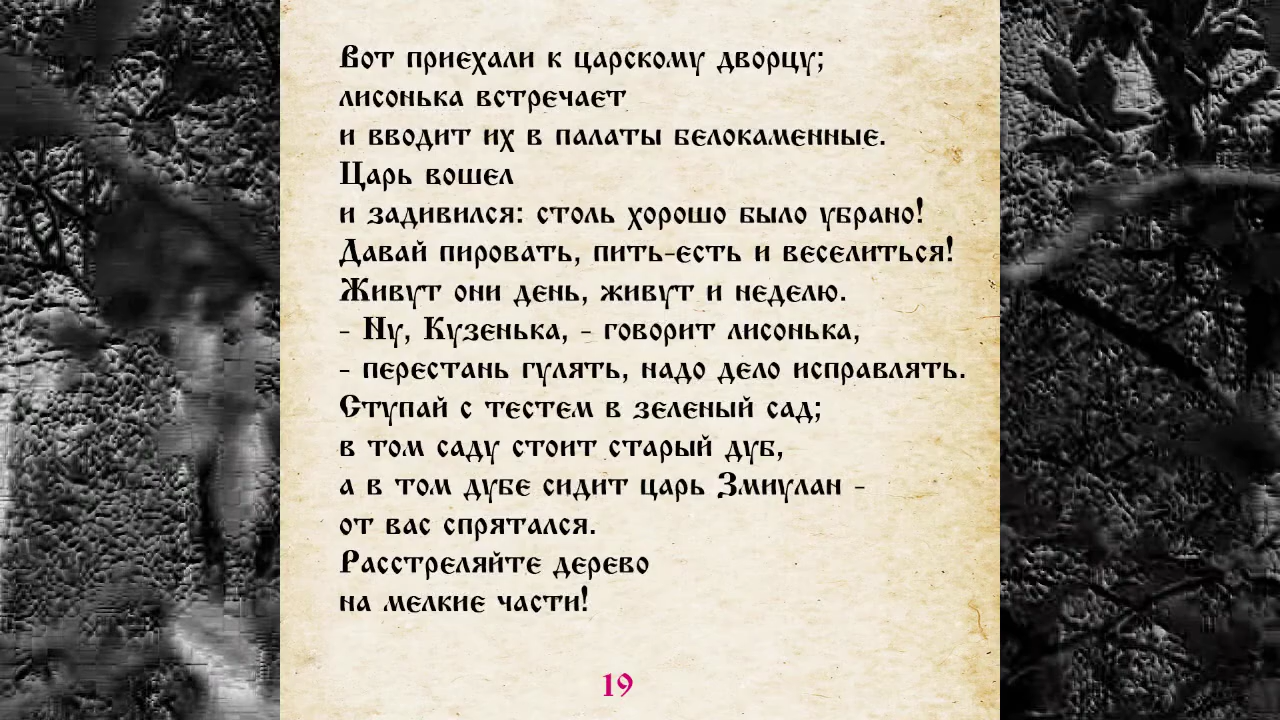 Вот приехали к царскому дворцу;
лисонька встречает
и вводит их в палаты белокаменные.
Царь вошел
и задивился: столь хорошо было убрано!
Давай пировать, пить-есть и веселиться!
Живут они день, живут и неделю.
- Ну, Кузенька, - говорит лисонька,
- перестань гулять, надо дело исправлять.
Ступай с тестем в зеленый сад;
в том саду стоит старый дуб,
а в том дубе сидит царь Змиулан -
от вас спрятался.
Расстреляйте дерево
на мелкие части!
19